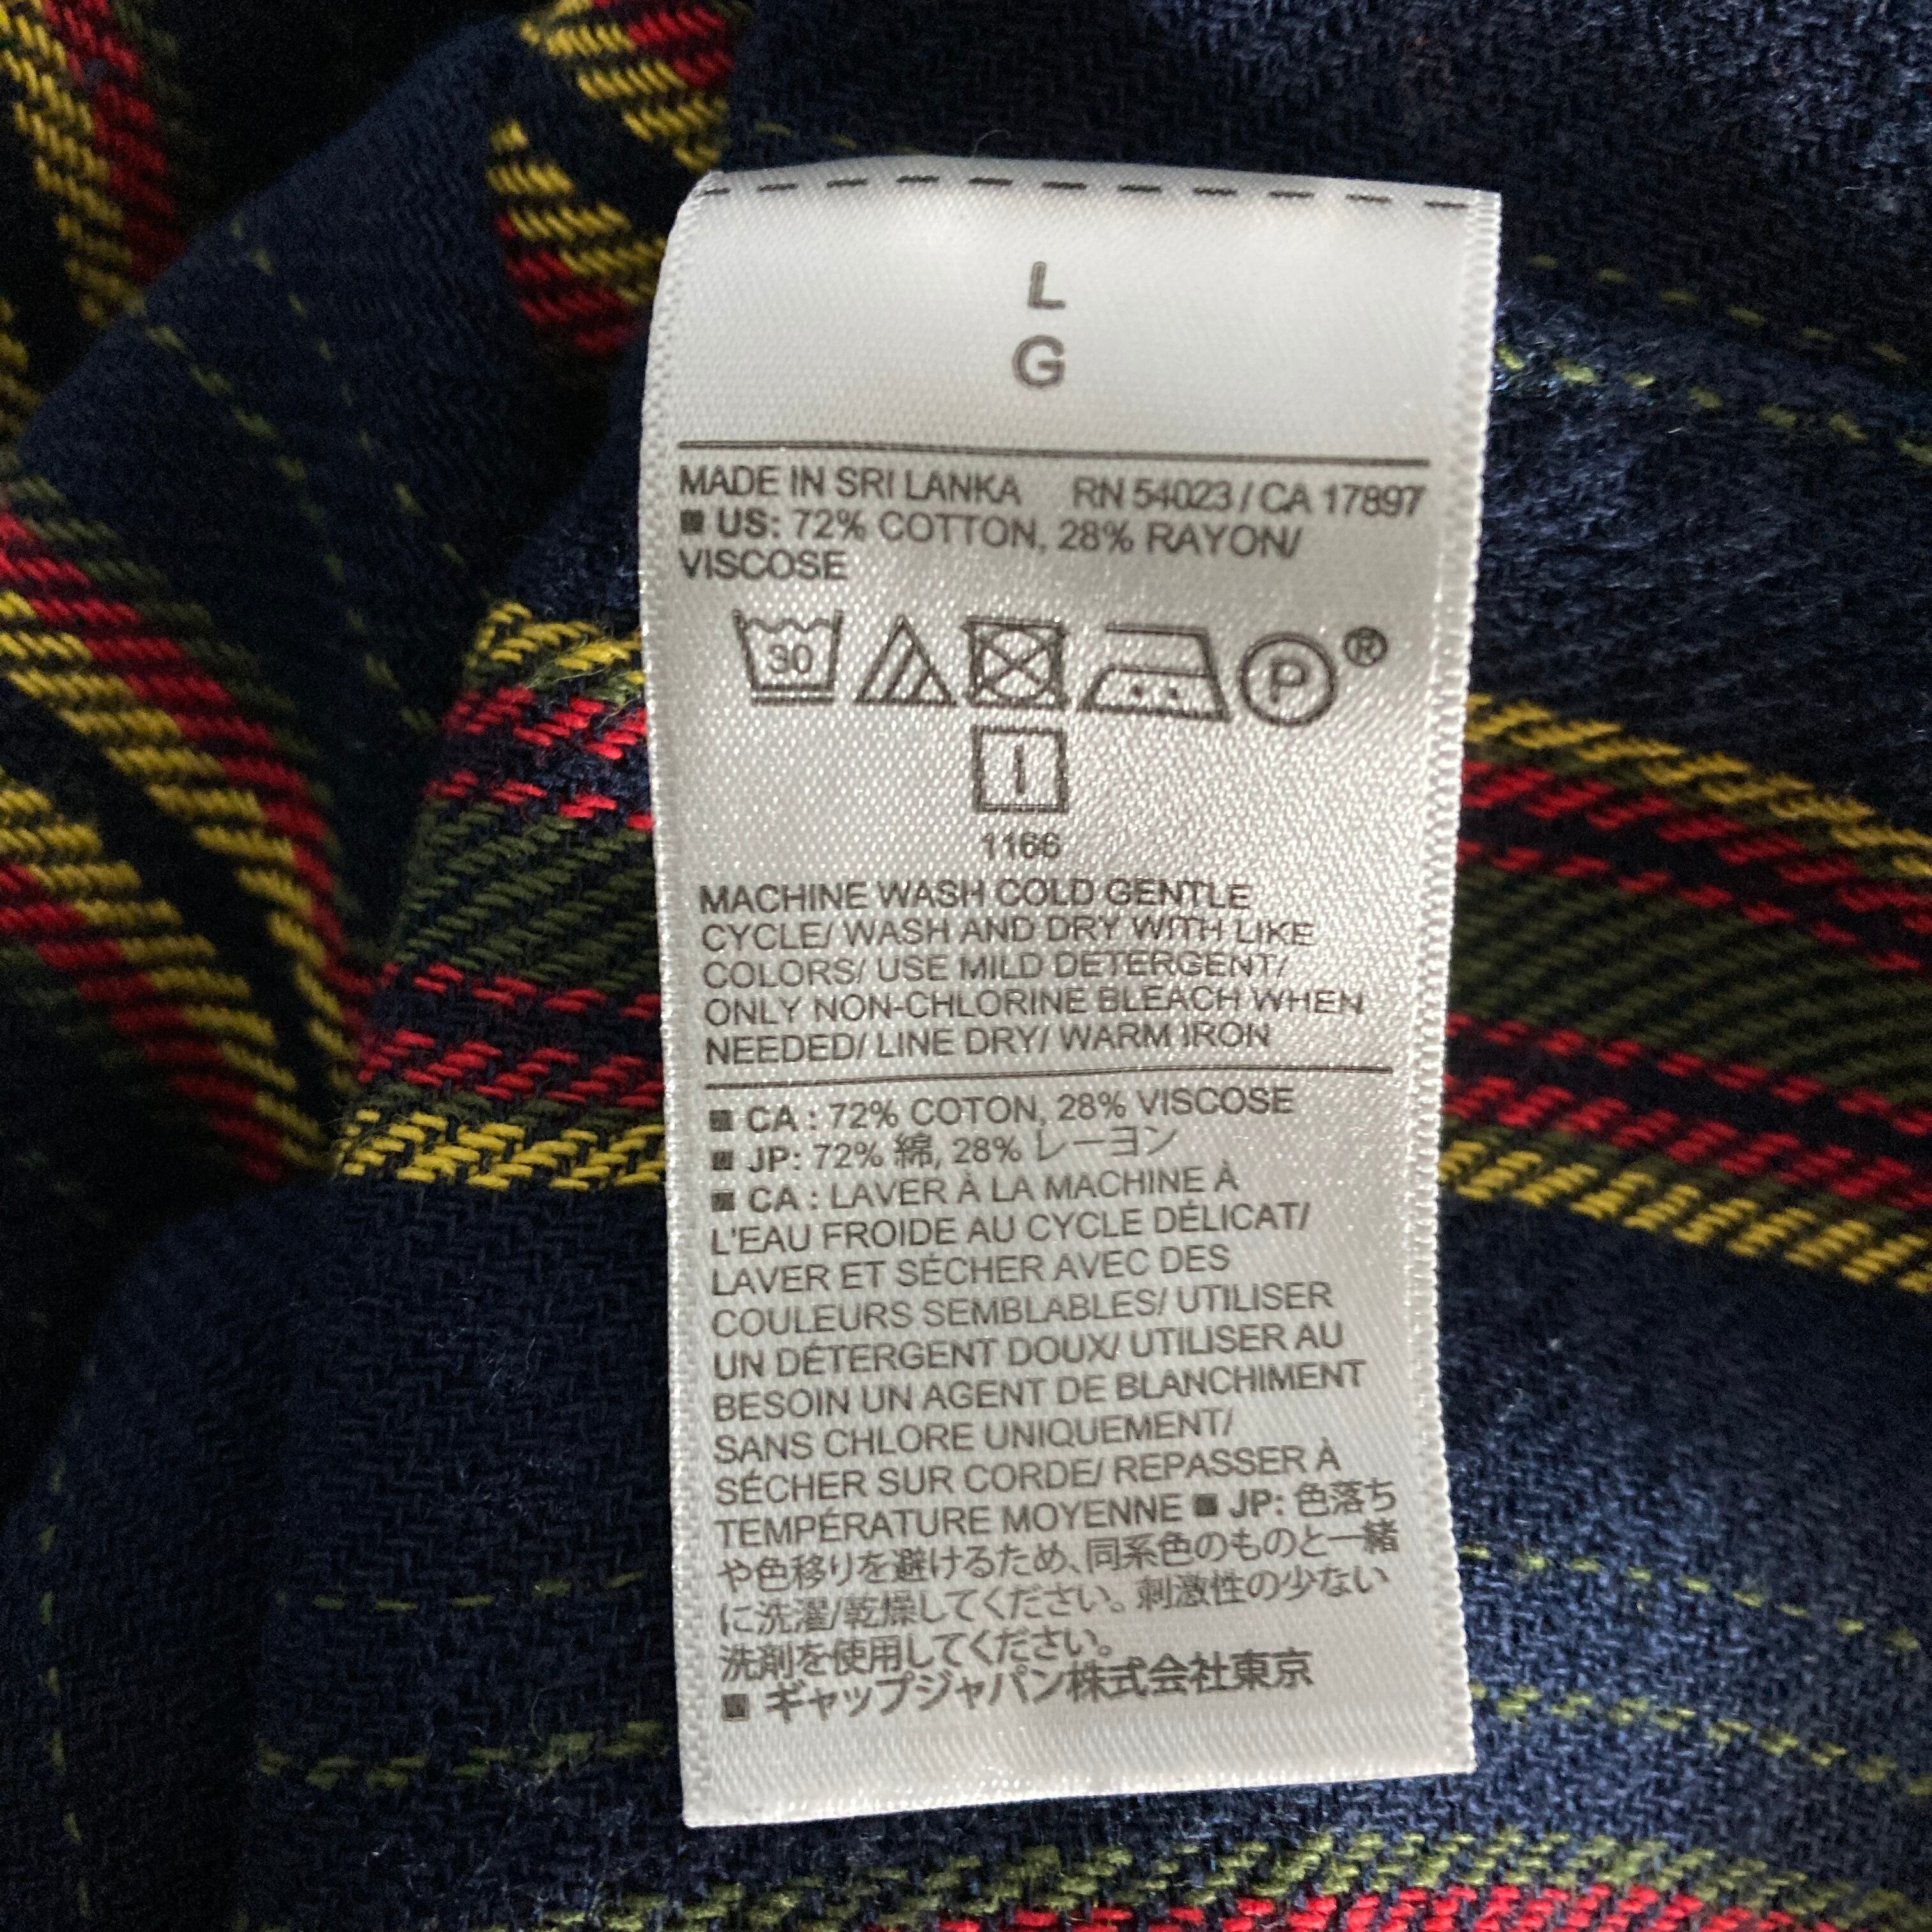 L
G
MADE IN SRI LANKA RN 54023 / CA 17897
■ US: 72% COTTON, 28% RAYON/
VISCOSE
30 P ®
1166
MACHINE WASH COLD GENTLE
CYCLE/ WASH AND DRY WITH LIKE
COLORS/ USE MILD DETERGENT/
ONLY NON-CHLORINE BLEACH WHEN
NEEDED/ LINE DRY/ WARM IRON
■ CA : 72% COTON, 28% VISCOSE
■ JP: 72% 綿, 28% レーヨン
■ CA : LAVER À LA MACHINE À
L'EAU FROIDE AU CYCLE DÉLICAT/
LAVER ET SÉCHER AVEC DES
COULEURS SEMBLABLES/ UTILISER
UN DÉTERGENT DOUX/ UTILISER AU
BESOIN UN AGENT DE BLANCHIMENT
SANS CHLORE UNIQUEMENT/
SÉCHER SUR CORDE/ REPASSER À
TEMPÉRATURE MOYENNE ■ JP: 色落ち
や色移りを避けるため、同系色のものと一緒
に洗濯/乾燥してください。刺激性の少ない
洗剤を使用してください。
■ ギャップジャパン株式会社東京